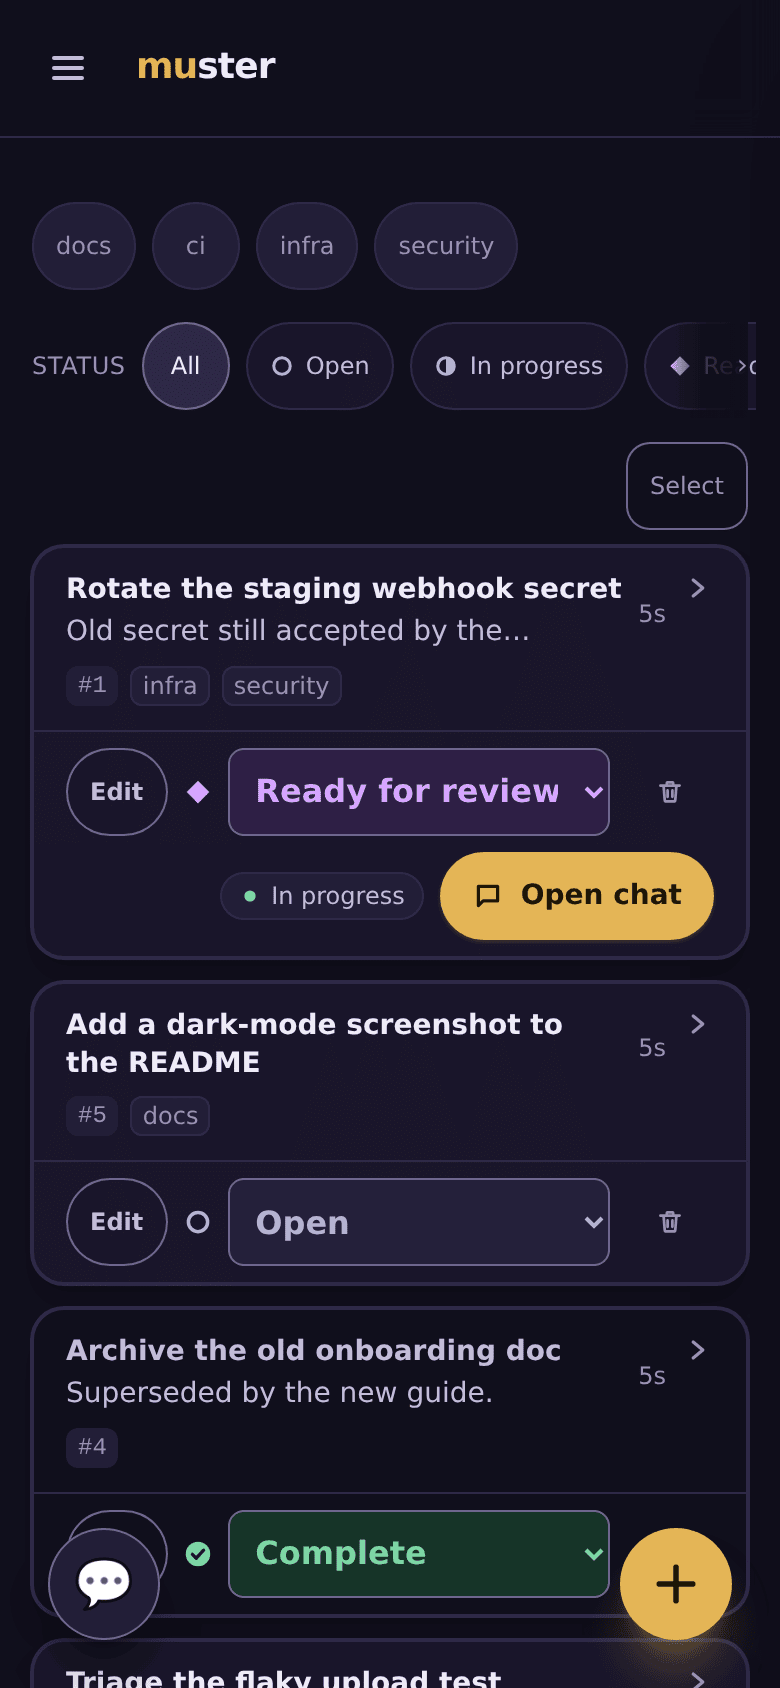 muster
docs ci infra security
STATUS All Open In progress
Select
Rotate the staging webhook secret
Old secret still accepted by the...
5s
#1 infra security
Edit Ready for review
In progress Open chat
Add a dark-mode screenshot to
the README
5s
#5 docs
Edit Open
Archive the old onboarding doc
Superseded by the new guide.
5s
#4
Complete
Triage the flaky upload test